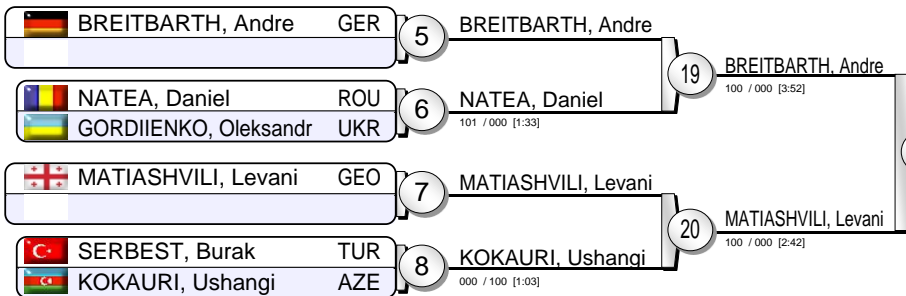 BREITBARTH, Andre GER
5
BREITBARTH, Andre
19
BREITBARTH, Andre
100 / 000 [3:52]
NATEA, Daniel ROU
GORDIIENKO, Oleksandr UKR
6
NATEA, Daniel
101 / 000 [1:33]
MATIASHVILI, Levani GEO
7
MATIASHVILI, Levani
20
MATIASHVILI, Levani
100 / 000 [2:42]
SERBEST, Burak TUR
KOKAURI, Ushangi AZE
8
KOKAURI, Ushangi
000 / 100 [1:03]